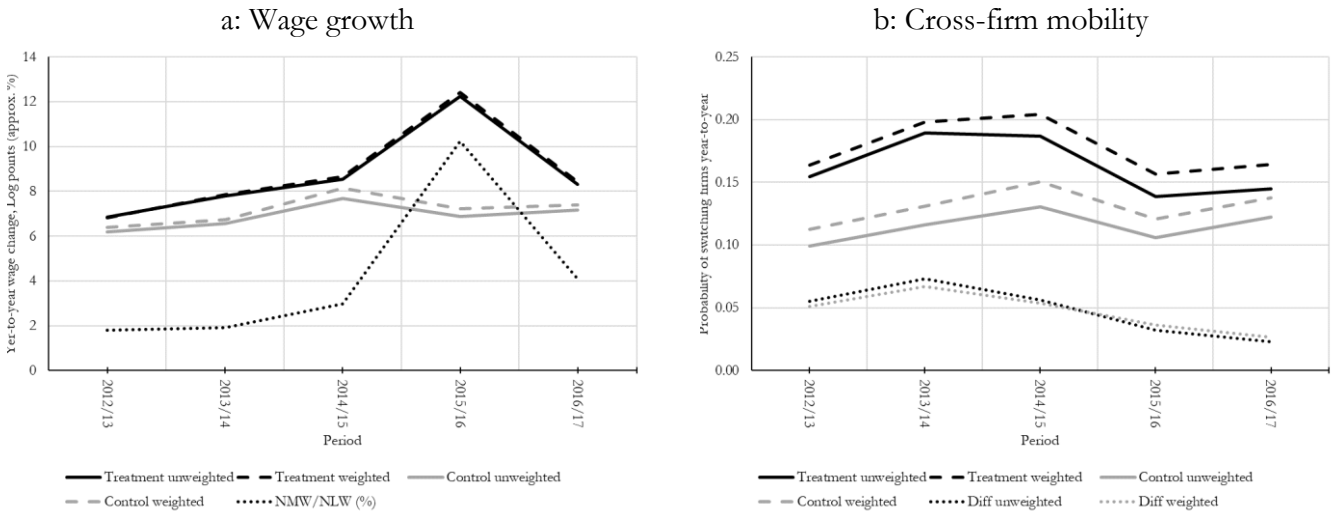 a: Wage growth
14
12
10
8
6
4
2
0
Yer-to-year wage change, Log points (approx. %)
2012/13
2013/14
2014/15
2015/16
2016/17
Period
Treatment unweighted
Treatment weighted
Control unweighted
Control weighted
NMW/NLW (%)
b: Cross-firm mobility
0.25
0.20
0.15
0.10
0.05
0.00
Probability of switching firms year-to-year
2012/13
2013/14
2014/15
2015/16
2016/17
Period
Treatment unweighted
Treatment weighted
Control unweighted
Control weighted
Diff unweighted
Diff weighted